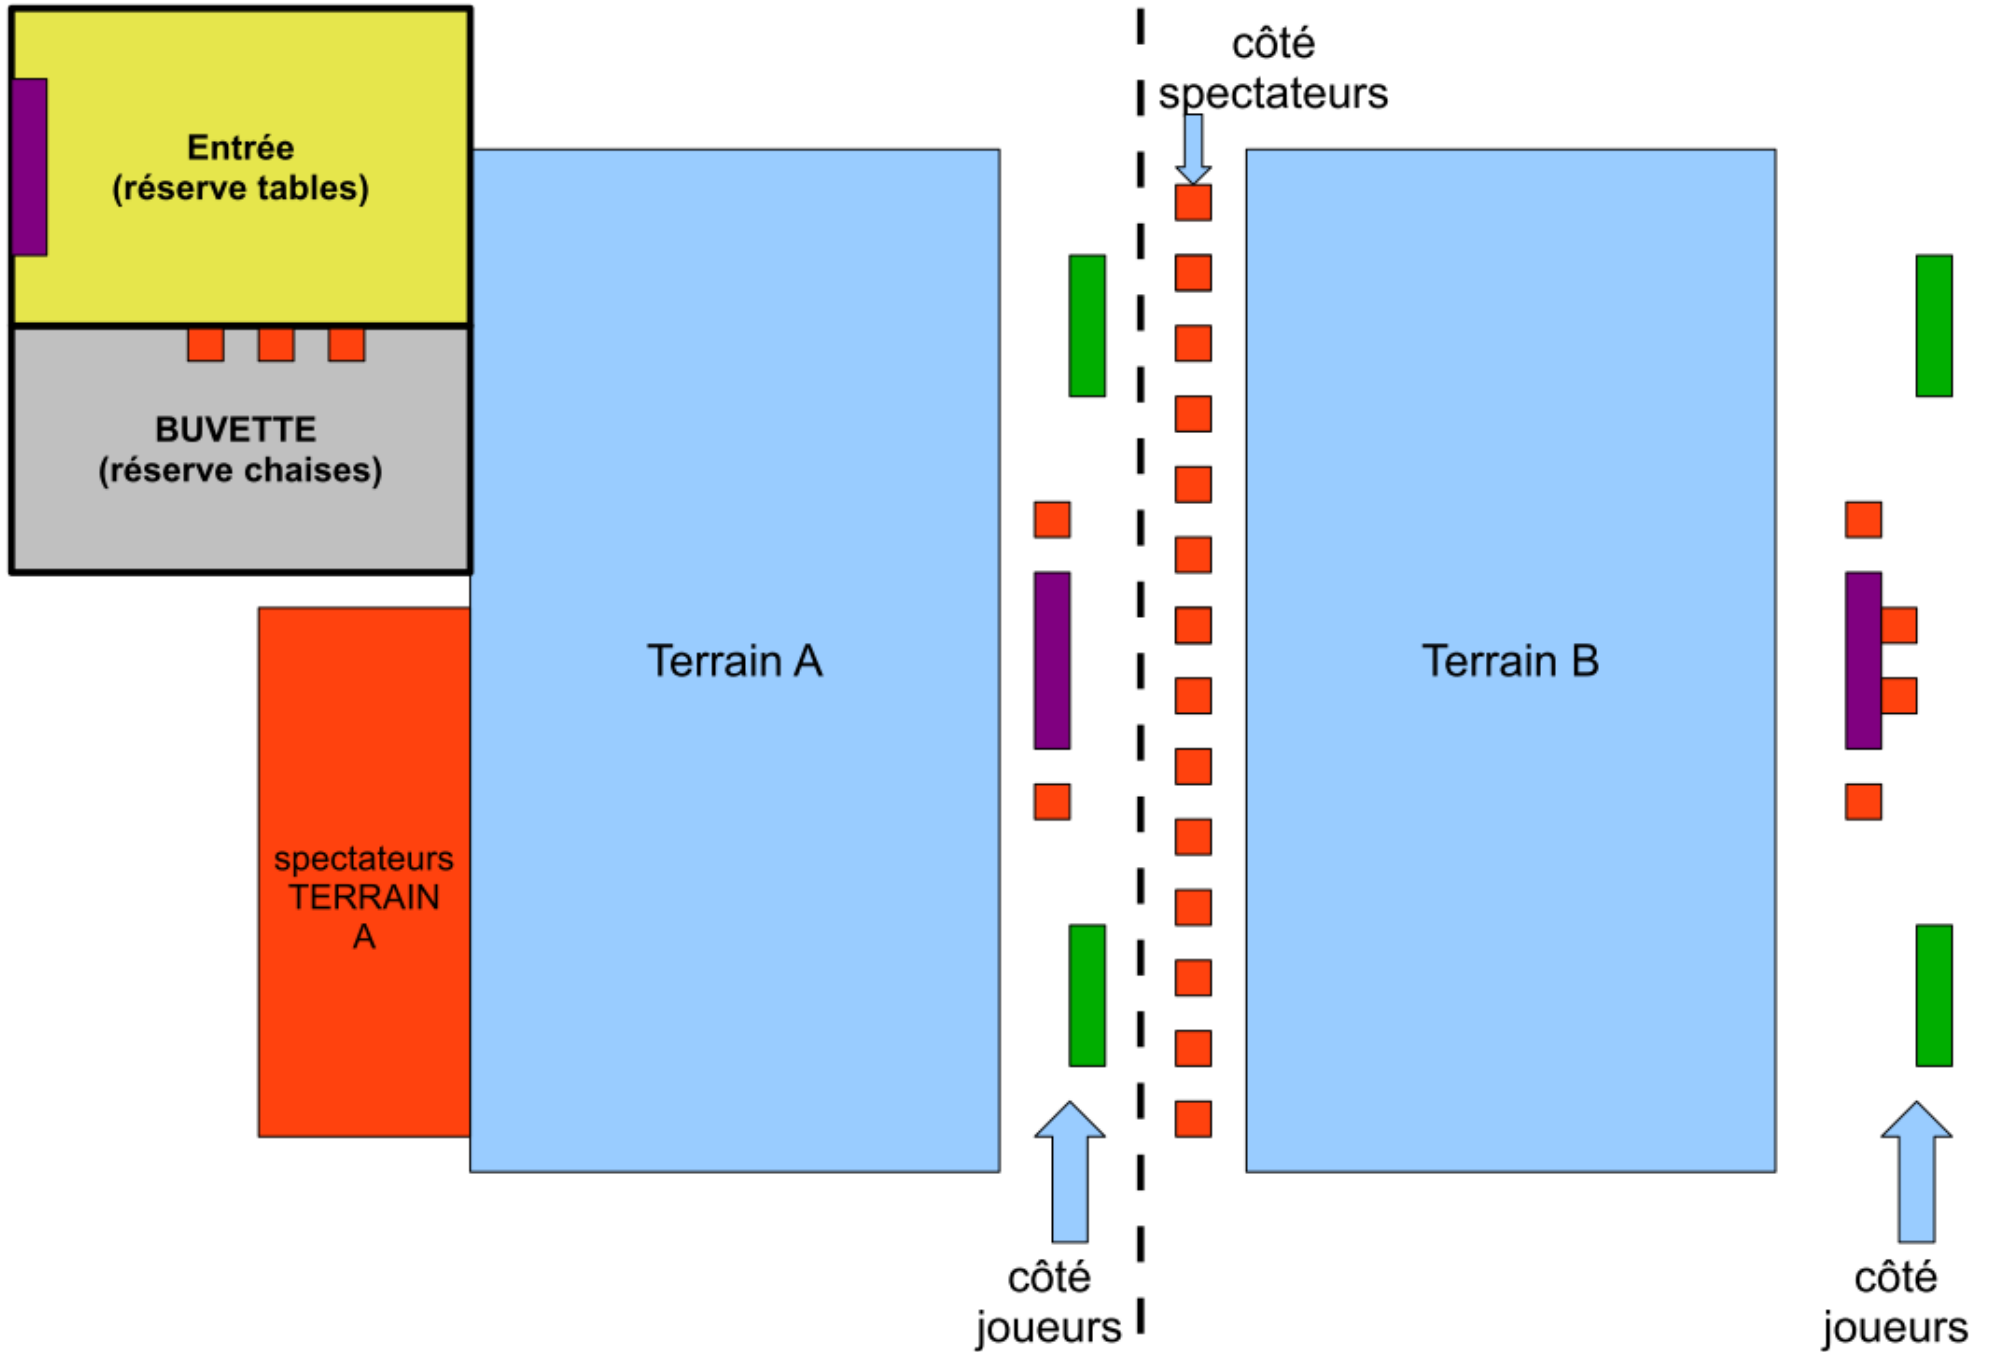 côté
spectateurs
Entrée
(réserve tables)
BUVETTE
(réserve chaises)
Terrain A
Terrain B
spectateurs
TERRAIN
A
côté
joueurs
côté
joueurs